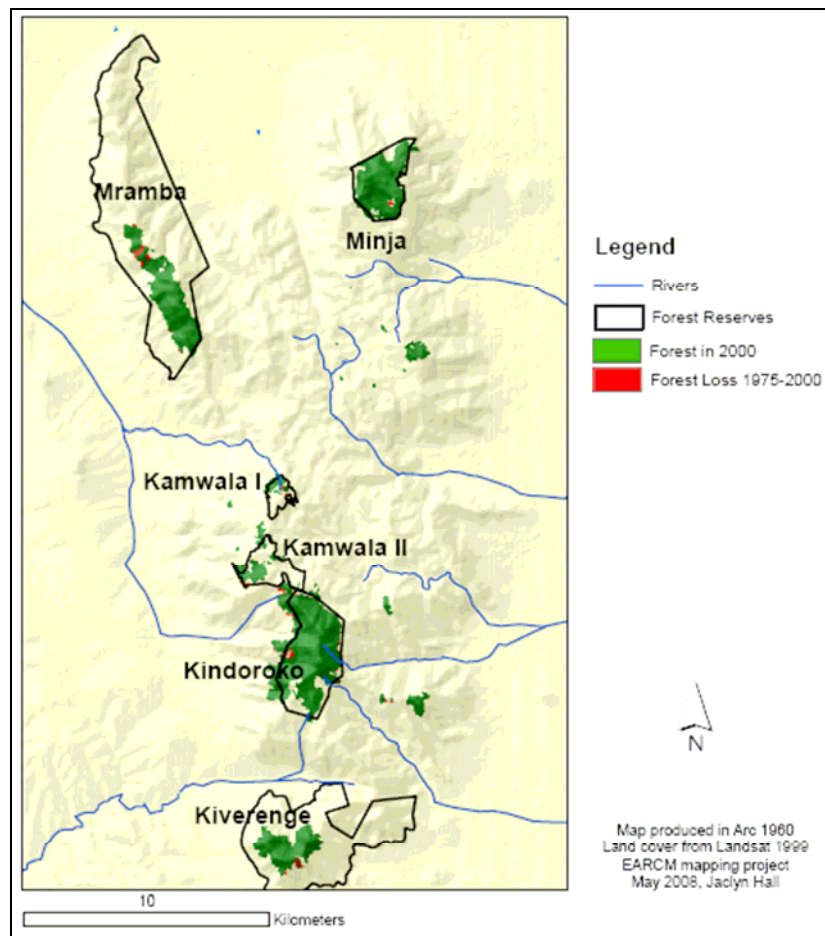 Mramba
Minja
Kamwala I
Kamwala II
Kindoroko
Kiverenge
10
Kilometers
Legend
Rivers
Forest Reserves
Forest in 2000
Forest Loss 1975-2000
N
Map produced in Arc 1960
Land cover from Landsat 1999
EARCM mapping project
May 2008, Jaclyn Hall